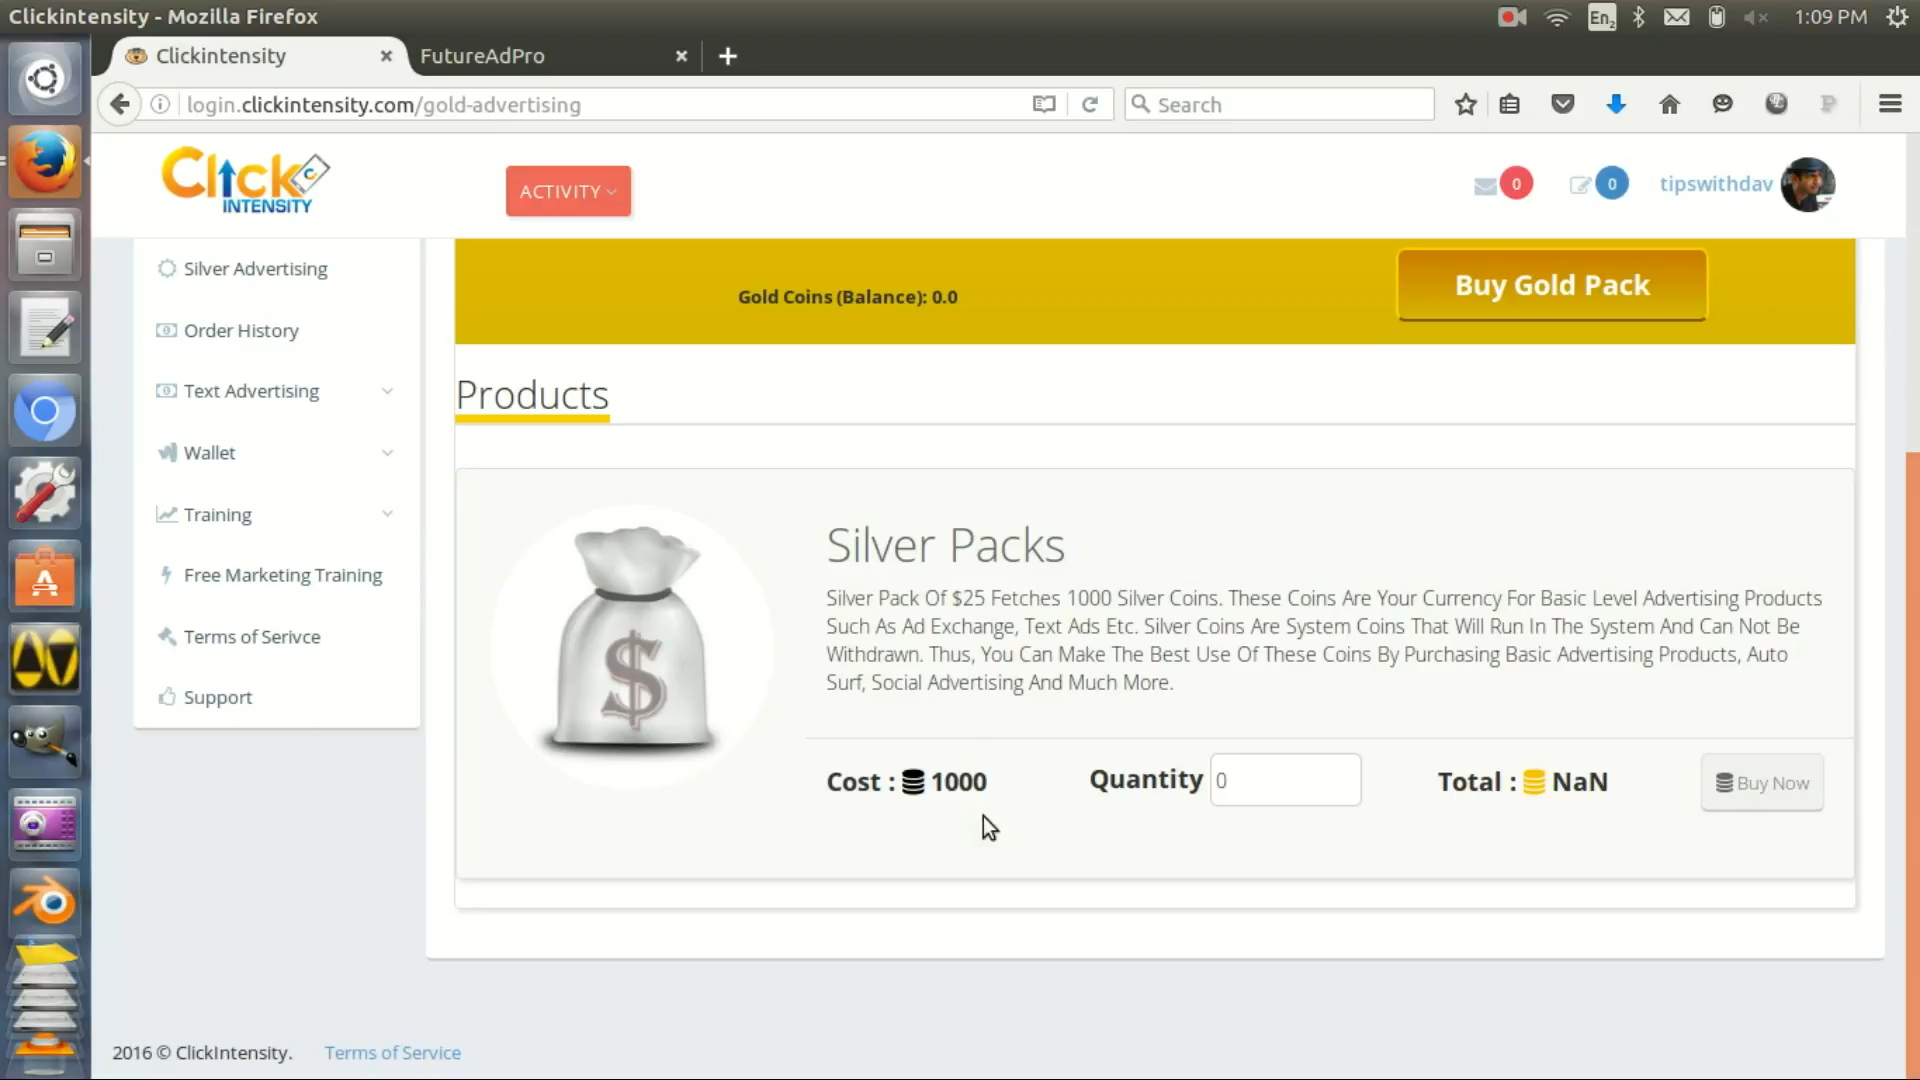 Clickintensity - Mozilla Firefox
En2
1:09 PM
Clickintensity
FutureAdPro
login.clickintensity.com/gold-advertising
Search
Click
INTENSITY
ACTIVITY
0
0
tipswithdav
Silver Advertising
Order History
Text Advertising
Wallet
Training
Free Marketing Training
Terms of Serivce
Support
Gold Coins (Balance): 0.0
Buy Gold Pack
Products
Silver Packs
Silver Pack Of $25 Fetches 1000 Silver Coins. These Coins Are Your Currency For Basic Level Advertising Products
Such As Ad Exchange, Text Ads Etc. Silver Coins Are System Coins That Will Run In The System And Can Not Be
Withdrawn. Thus, You Can Make The Best Use Of These Coins By Purchasing Basic Advertising Products, Auto
Surf, Social Advertising And Much More.
$
Cost : 1000
Quantity 0
Total : NaN
Buy Now
2016 © ClickIntensity.
Terms of Service